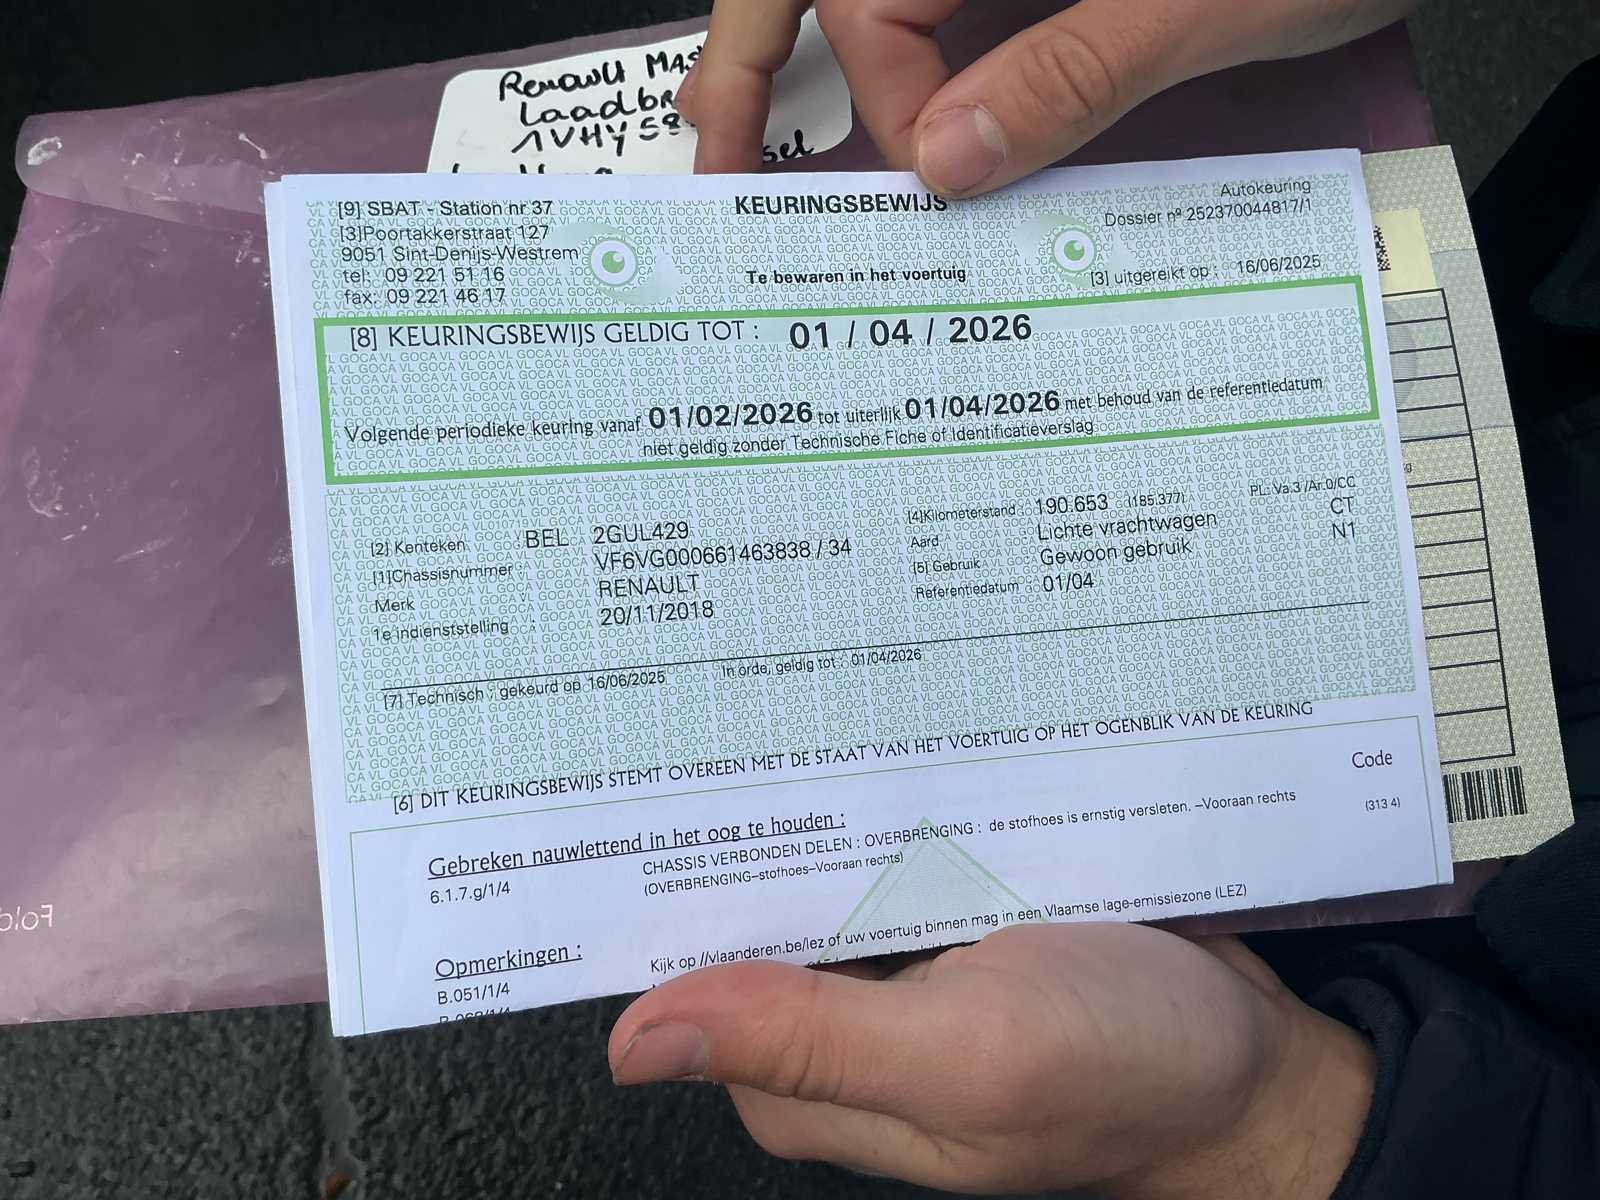 Renault
Laadb
1VHY58
sel
[9] SBAT - Station nr 37
[3]Poortakkerstraat 127
9051 Sint-Denijs-Westrem
tel: 09 221 51 16
fax: 09 221 46 17
KEURINGSBEWIJS
Te bewaren in het voertuig
Autokeuring
Dossier nº 252370044817/1
[3] uitgereikt op : 16/06/2025
[8] KEURINGSBEWIJS GELDIG TOT : 01 / 04 / 2026
Volgende periodieke keuring vanaf 01/02/2026 tot uiterlijk 01/04/2026 met behoud van de referentiedatum
niet geldig zonder Technische Fiche of Identificatieverslag
PL: Va.3 /Ar.0/CC
[2] Kenteken : BEL 2GUL429
[1]Chassisnummer : VF6VG000661463838 / 34
Merk : RENAULT
1e indienststelling : 20/11/2018
[4]Kilometerstand : 190.653 (185.377)
Aard : Lichte vrachtwagen CT
[5] Gebruik : Gewoon gebruik N1
Referentiedatum : 01/04
[7] Technisch : gekeurd op 16/06/2025 In orde, geldig tot : 01/04/2026
[6] DIT KEURINGSBEWIJS STEMT OVEREEN MET DE STAAT VAN HET VOERTUIG OP HET OGENBLIK VAN DE KEURING
Gebreken nauwlettend in het oog te houden :
Code
6.1.7.g/1/4 CHASSIS VERBONDEN DELEN : OVERBRENGING : de stofhoes is ernstig versleten. –Vooraan rechts (313 4)
(OVERBRENGING–stofhoes–Vooraan rechts)
Opmerkingen :
B.051/1/4 Kijk op //vlaanderen.be/lez of uw voertuig binnen mag in een Vlaamse lage-emissiezone (LEZ)